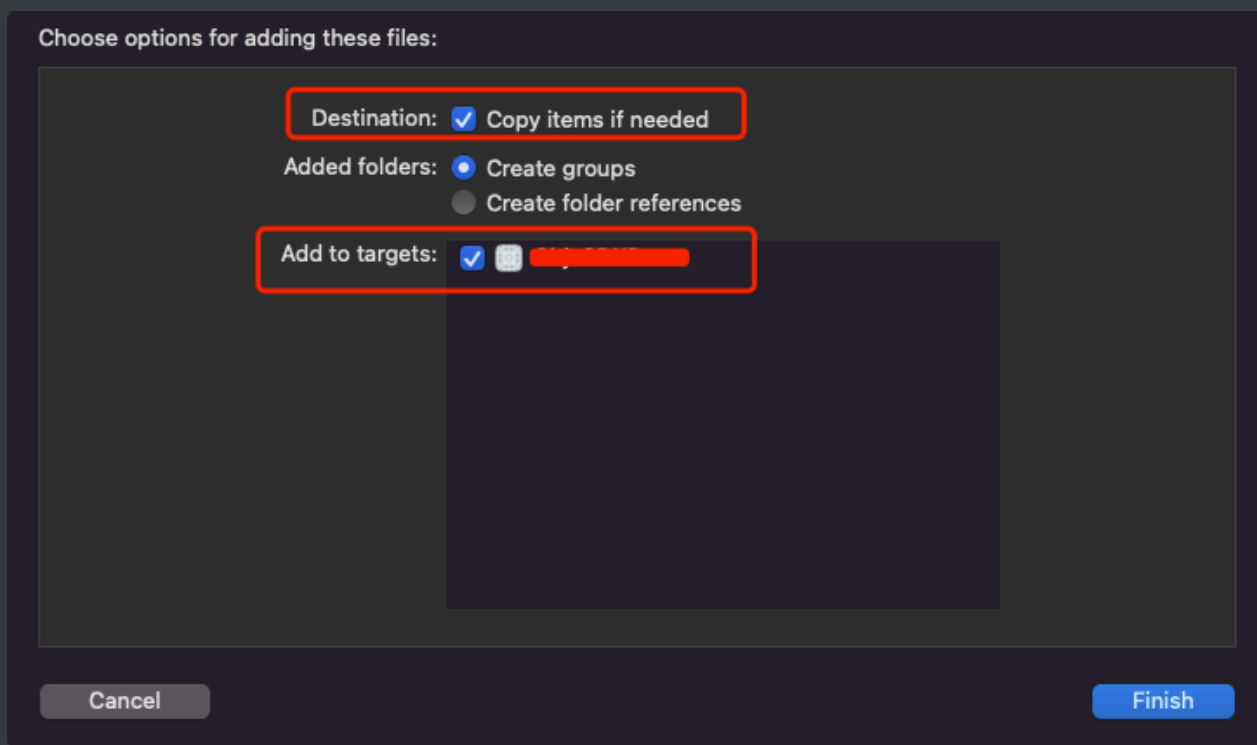 Choose options for adding these files:
Destination: Copy items if needed
Added folders: Create groups
Create folder references
Add to targets:
Cancel
Finish